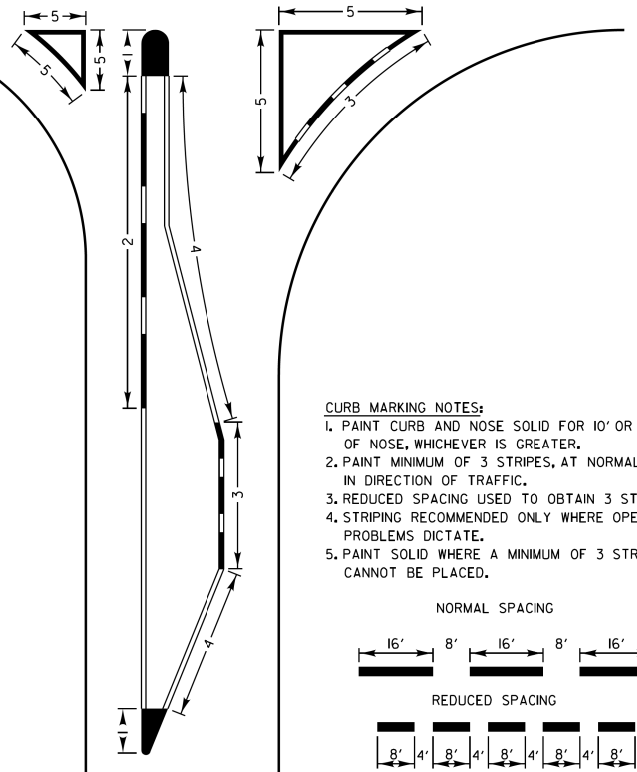 5
5
5
1
2
4
3
4
1
5
5
3
CURB MARKING NOTES:
1. PAINT CURB AND NOSE SOLID FOR 10' OR
OF NOSE, WHICHEVER IS GREATER.
2. PAINT MINIMUM OF 3 STRIPES, AT NORMAL
IN DIRECTION OF TRAFFIC.
3. REDUCED SPACING USED TO OBTAIN 3 ST
4. STRIPING RECOMMENDED ONLY WHERE OPE
PROBLEMS DICTATE.
5. PAINT SOLID WHERE A MINIMUM OF 3 STR
CANNOT BE PLACED.
NORMAL SPACING
16' 8' 16' 8' 16'
REDUCED SPACING
8' 4' 8' 4' 8' 4' 8' 4' 8'